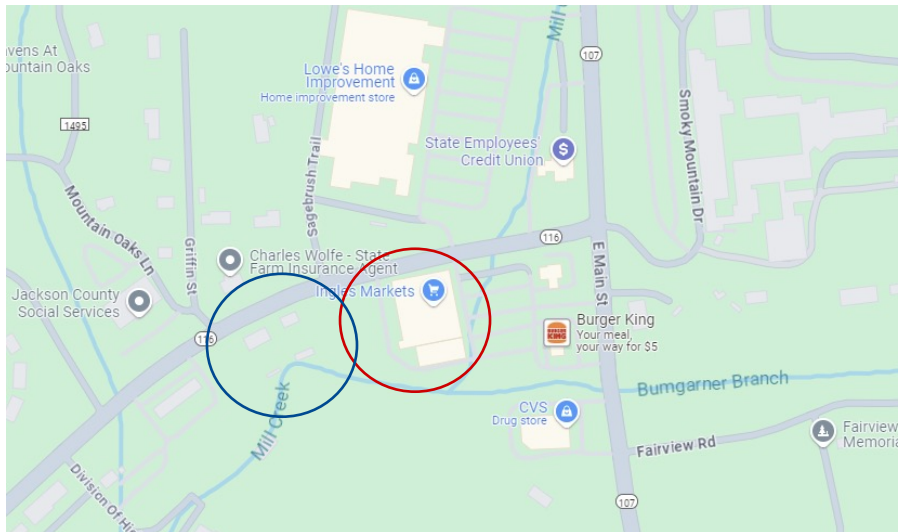 avens At
ountain Oaks
1495
Lowe's Home
Improvement
Home improvement store
Mill
107
State Employees'
Credit Union
$
Smoky Mountain Dr
Sagebrush Trail
Mountain Oaks Ln
Griffin St
116
Charles Wolfe - State
Farm Insurance Agent
E Main St
Jackson County
Social Services
Ingles Markets
116
BURGER
KING
Burger King
Your meal,
your way for $5
Bumgarner Branch
Mill Creek
CVS
Drug store
Fairview Rd
Fairview
Memoria
Division Of Hi
107